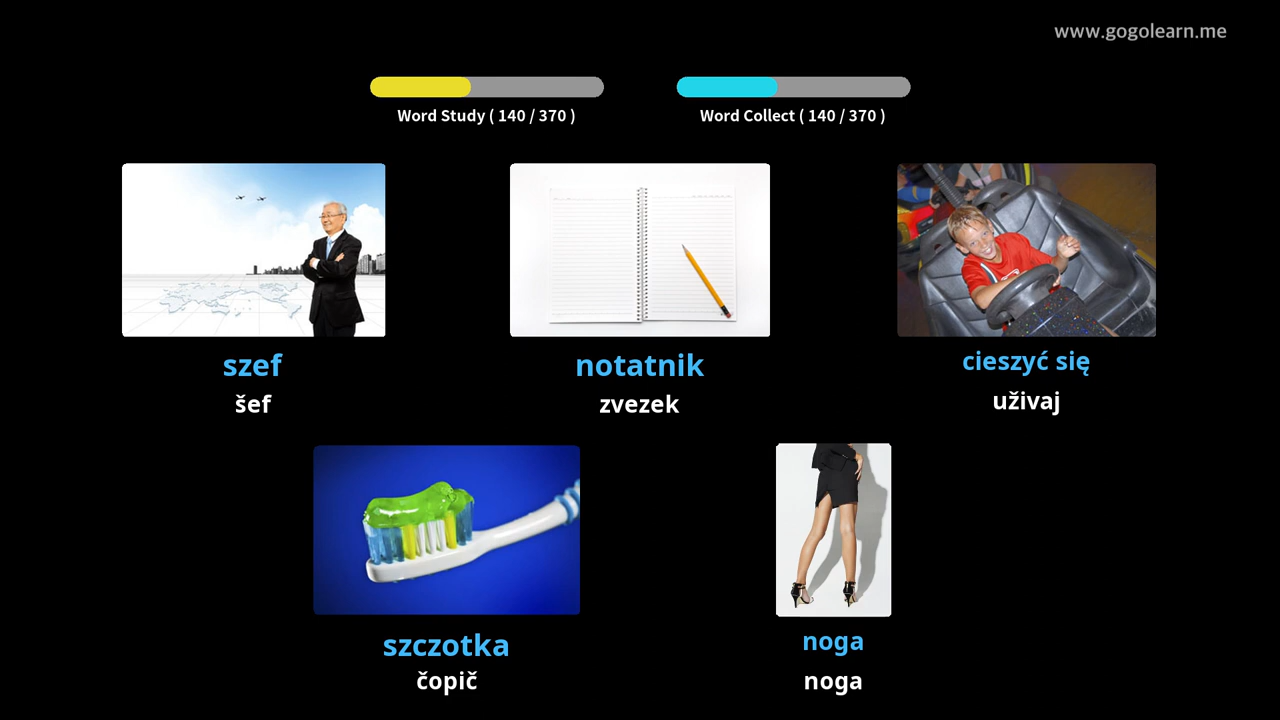 www.gogolearn.me
Word Study ( 140 / 370 )
Word Collect ( 140 / 370 )
szef
šef
notatnik
zvezek
cieszyć się
uživaj
szczotka
čopič
noga
noga